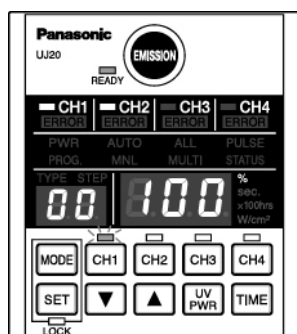 Panasonic
UJ20
EMISSION
READY
CH1 CH2 CH3 CH4
ERROR ERROR ERROR ERROR
PWR AUTO ALL PULSE
PROG. MNL MULTI STATUS
TYPE STEP
00 100 %
sec.
x100hrs
W/cm²
MODE CH1 CH2 CH3 CH4
SET ▼ ▲ UV PWR TIME
LOCK